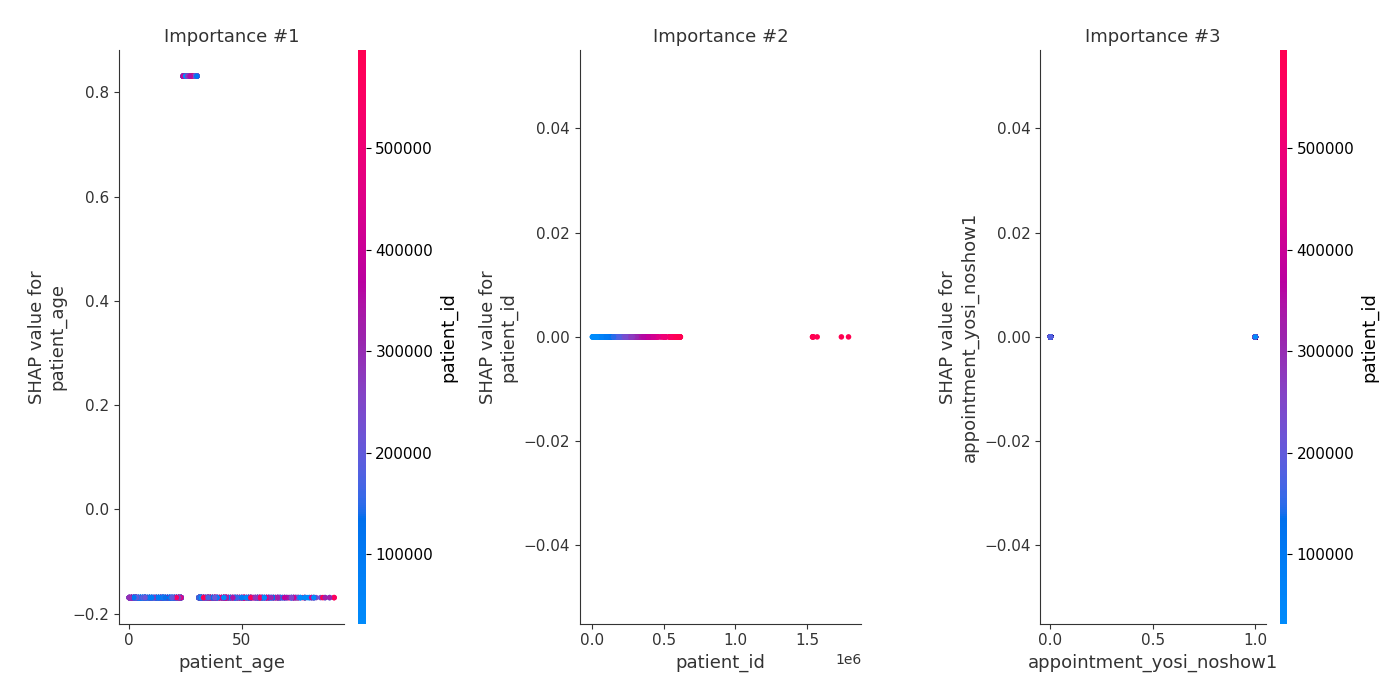 Importance #1
0.8
0.6
0.4
0.2
0.0
−0.2
SHAP value for
patient_age
0
50
patient_age
500000
400000
300000
200000
100000
patient_id
Importance #2
0.04
0.02
0.00
−0.02
−0.04
SHAP value for
patient_id
0.0
0.5
1.0
1.5
1e6
patient_id
Importance #3
0.04
0.02
0.00
−0.02
−0.04
SHAP value for
appointment_yosi_noshow1
0.0
0.5
1.0
appointment_yosi_noshow1
500000
400000
300000
200000
100000
patient_id